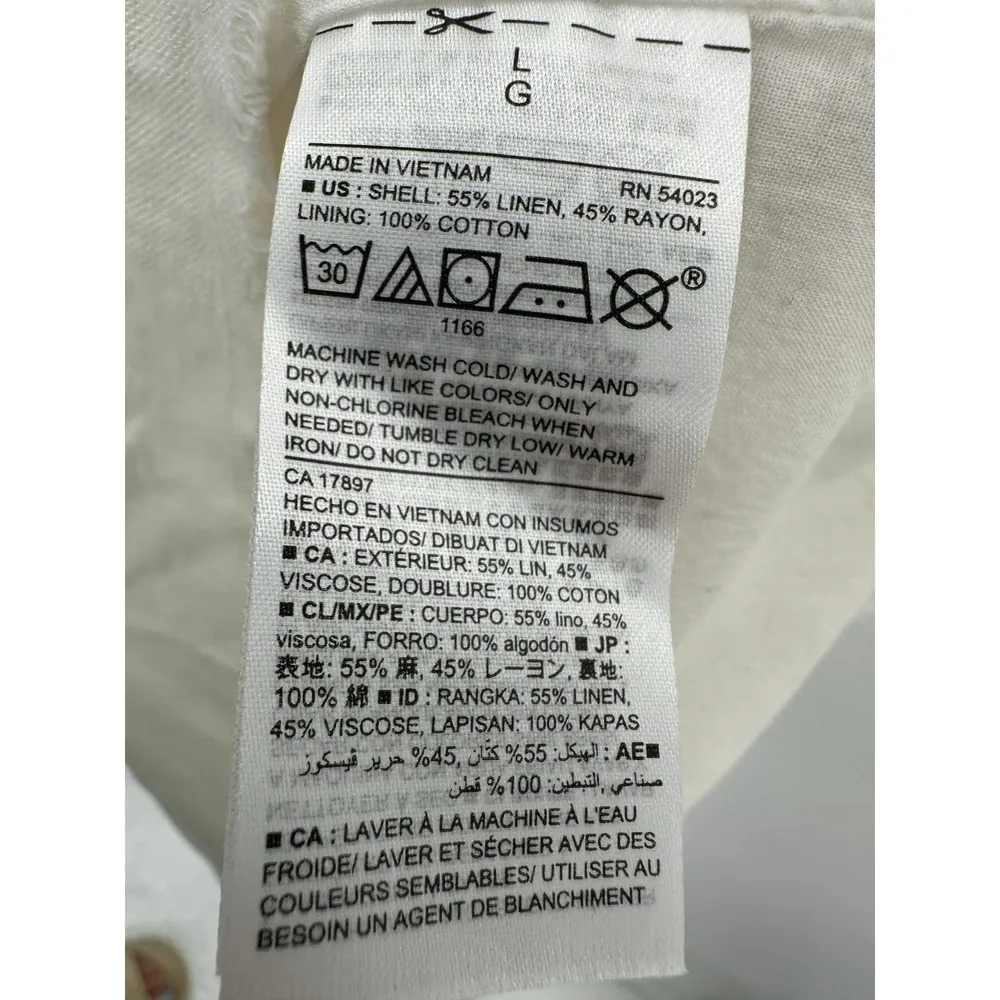 L
G
MADE IN VIETNAM RN 54023
■ US : SHELL: 55% LINEN, 45% RAYON,
LINING: 100% COTTON
30
®
1166
MACHINE WASH COLD/ WASH AND
DRY WITH LIKE COLORS/ ONLY
NON-CHLORINE BLEACH WHEN
NEEDED/ TUMBLE DRY LOW/ WARM
IRON/ DO NOT DRY CLEAN
CA 17897
HECHO EN VIETNAM CON INSUMOS
IMPORTADOS/ DIBUAT DI VIETNAM
■ CA : EXTÉRIEUR: 55% LIN, 45%
VISCOSE, DOUBLURE: 100% COTON
■ CL/MX/PE : CUERPO: 55% lino, 45%
viscosa, FORRO: 100% algodón ■ JP :
表地: 55% 麻, 45% レーヨン, 裏地:
100% 綿 ■ ID : RANGKA: 55% LINEN,
45% VISCOSE, LAPISAN: 100% KAPAS
■AE : الهيكل: 55% كتّان, 45% حرير ڤيسكوز
صناعي ,التبطين: 100% قطن
■ CA : LAVER À LA MACHINE À L'EAU
FROIDE/ LAVER ET SÉCHER AVEC DES
COULEURS SEMBLABLES/ UTILISER AU
BESOIN UN AGENT DE BLANCHIMENT